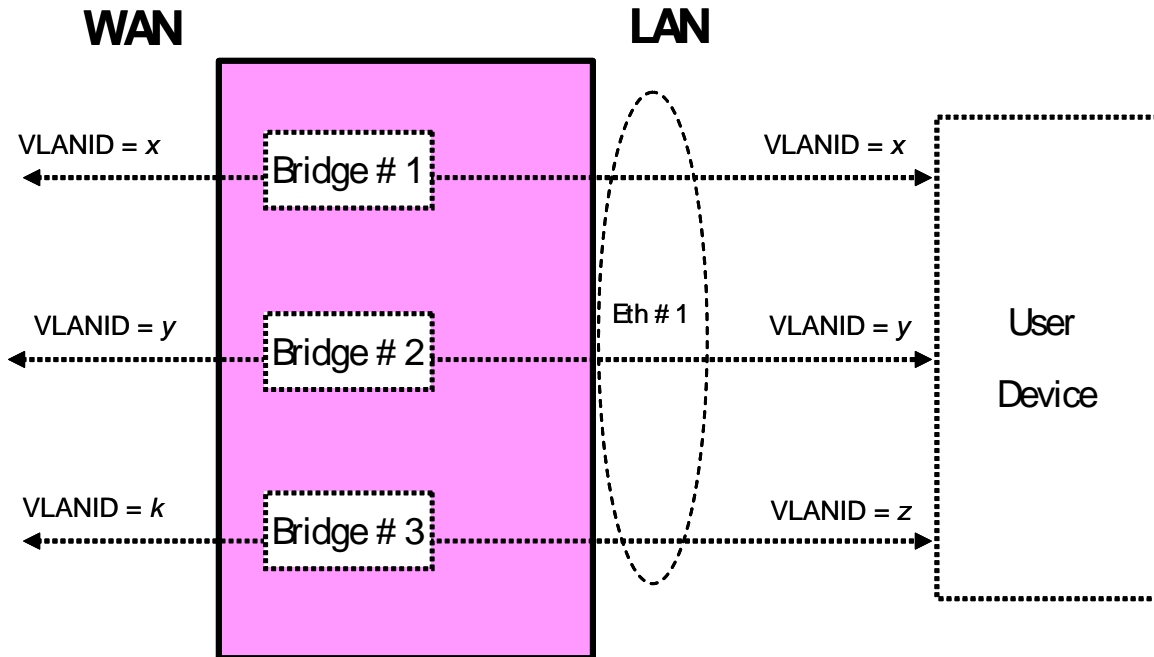 WAN
LAN
VLANID = x
Bridge # 1
VLANID = x
Eth # 1
VLANID = y
Bridge # 2
VLANID = y
User
Device
VLANID = k
Bridge # 3
VLANID = z